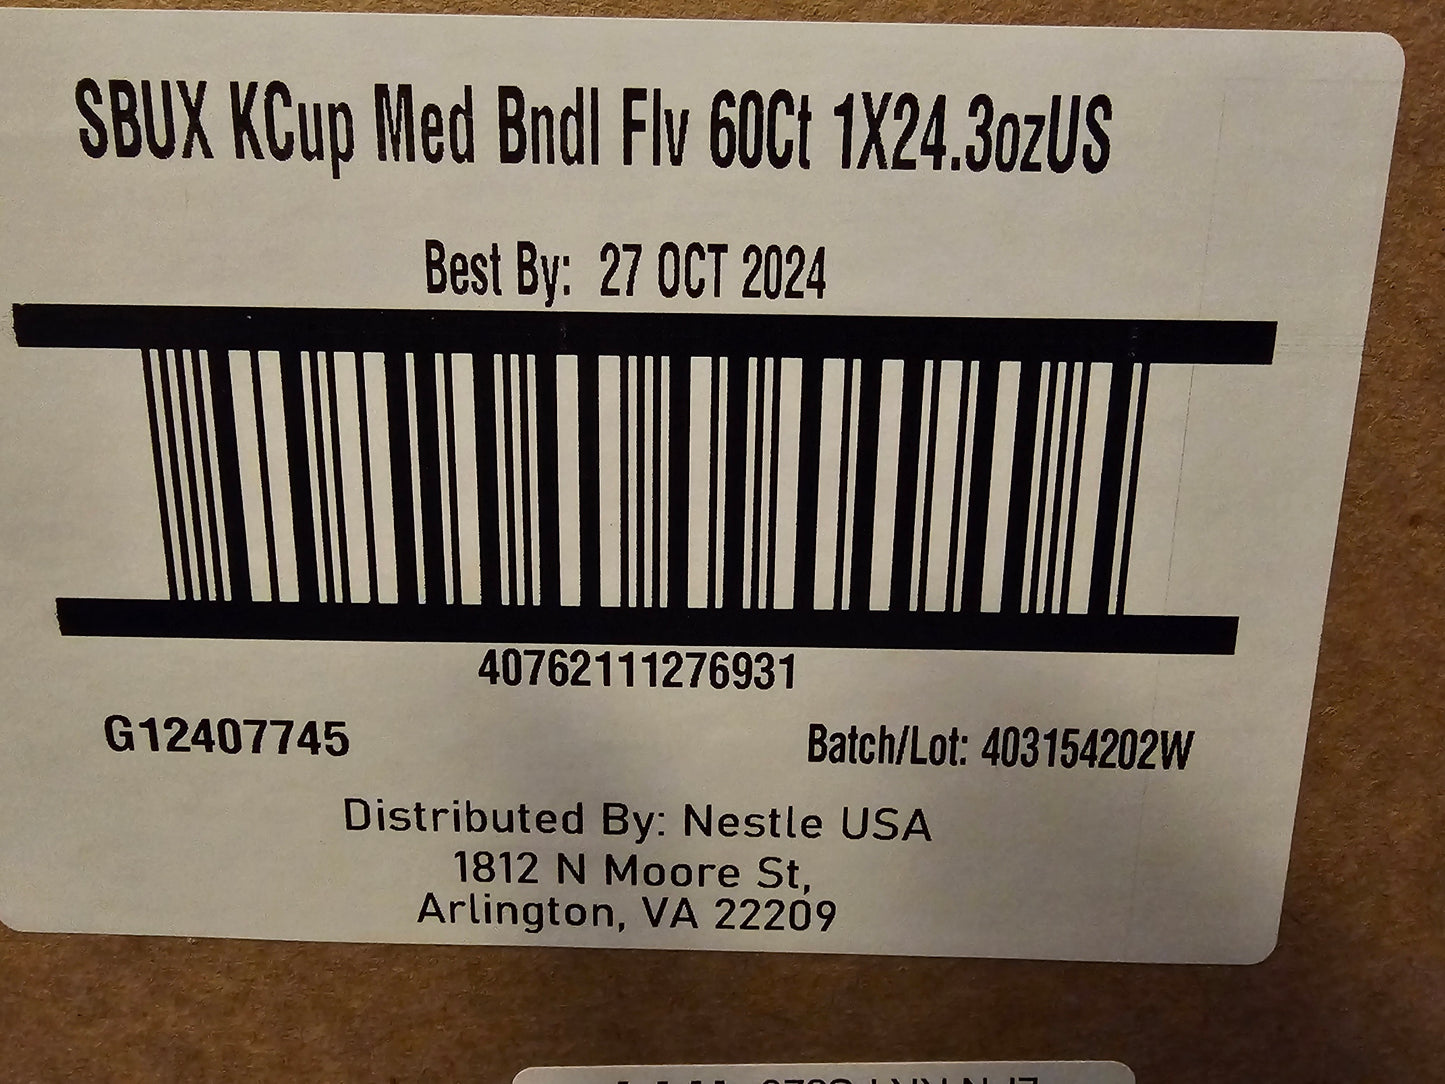 SBUX KCup Med Bndl Flv 60Ct 1X24.3ozUS
Best By: 27 OCT 2024
40762111276931
G12407745
Batch/Lot: 403154202W
Distributed By: Nestle USA
1812 N Moore St,
Arlington, VA 22209